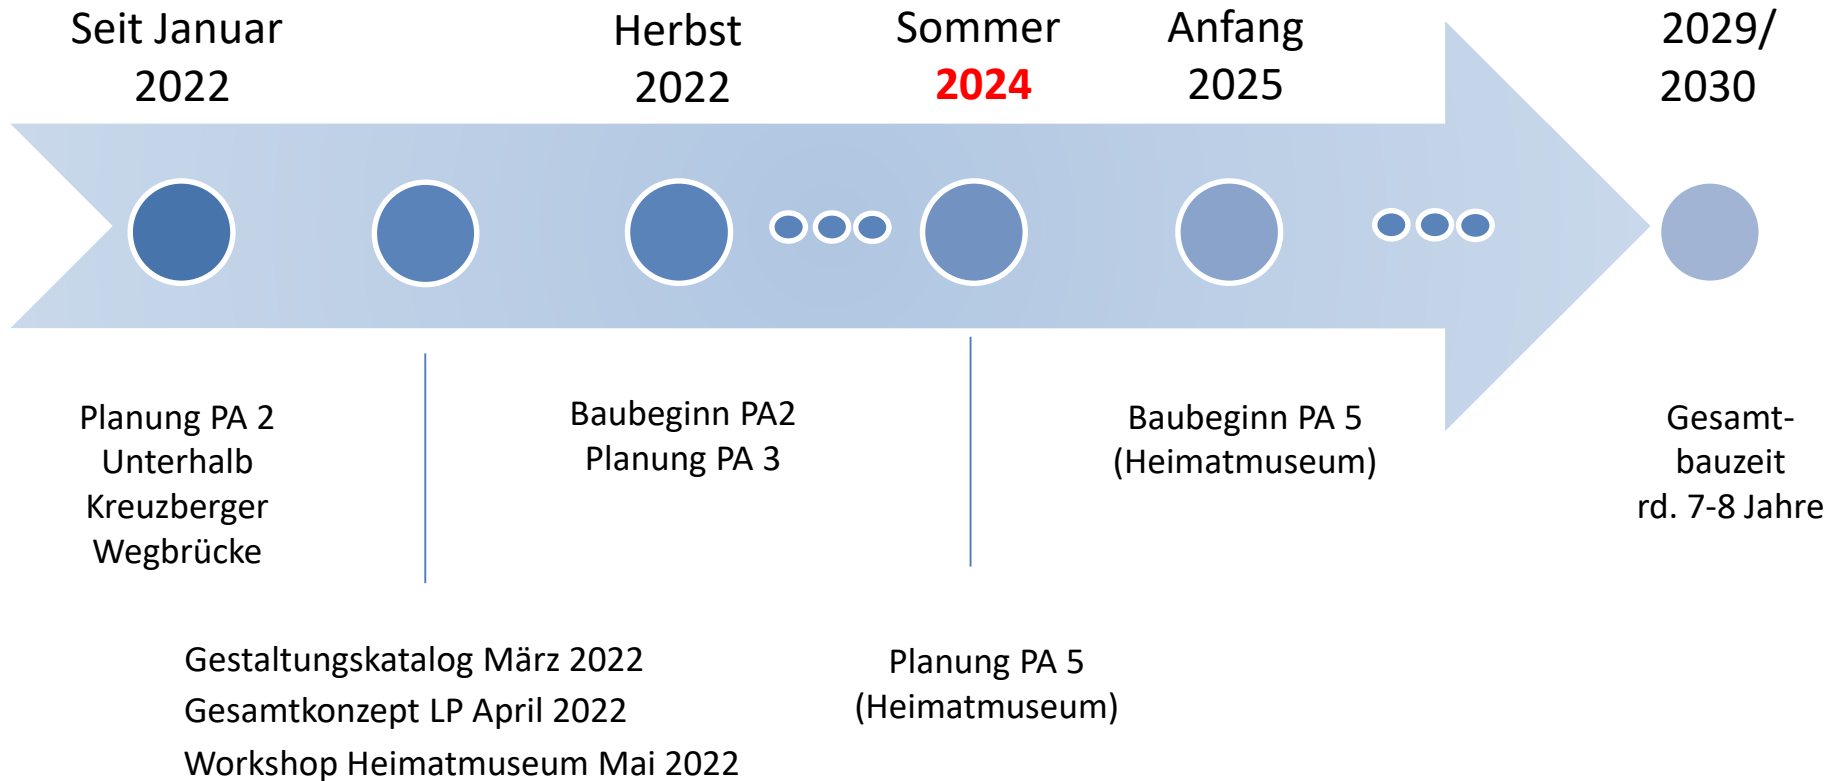 Seit Januar
2022
Herbst
2022
Sommer
2024
Anfang
2025
2029/
2030
Planung PA 2
Unterhalb
Kreuzberger
Wegbrücke
Baubeginn PA2
Planung PA 3
Baubeginn PA 5
(Heimatmuseum)
Gesamt-
bauzeit
rd. 7-8 Jahre
Gestaltungskatalog März 2022
Gesamtkonzept LP April 2022
Workshop Heimatmuseum Mai 2022
Planung PA 5
(Heimatmuseum)